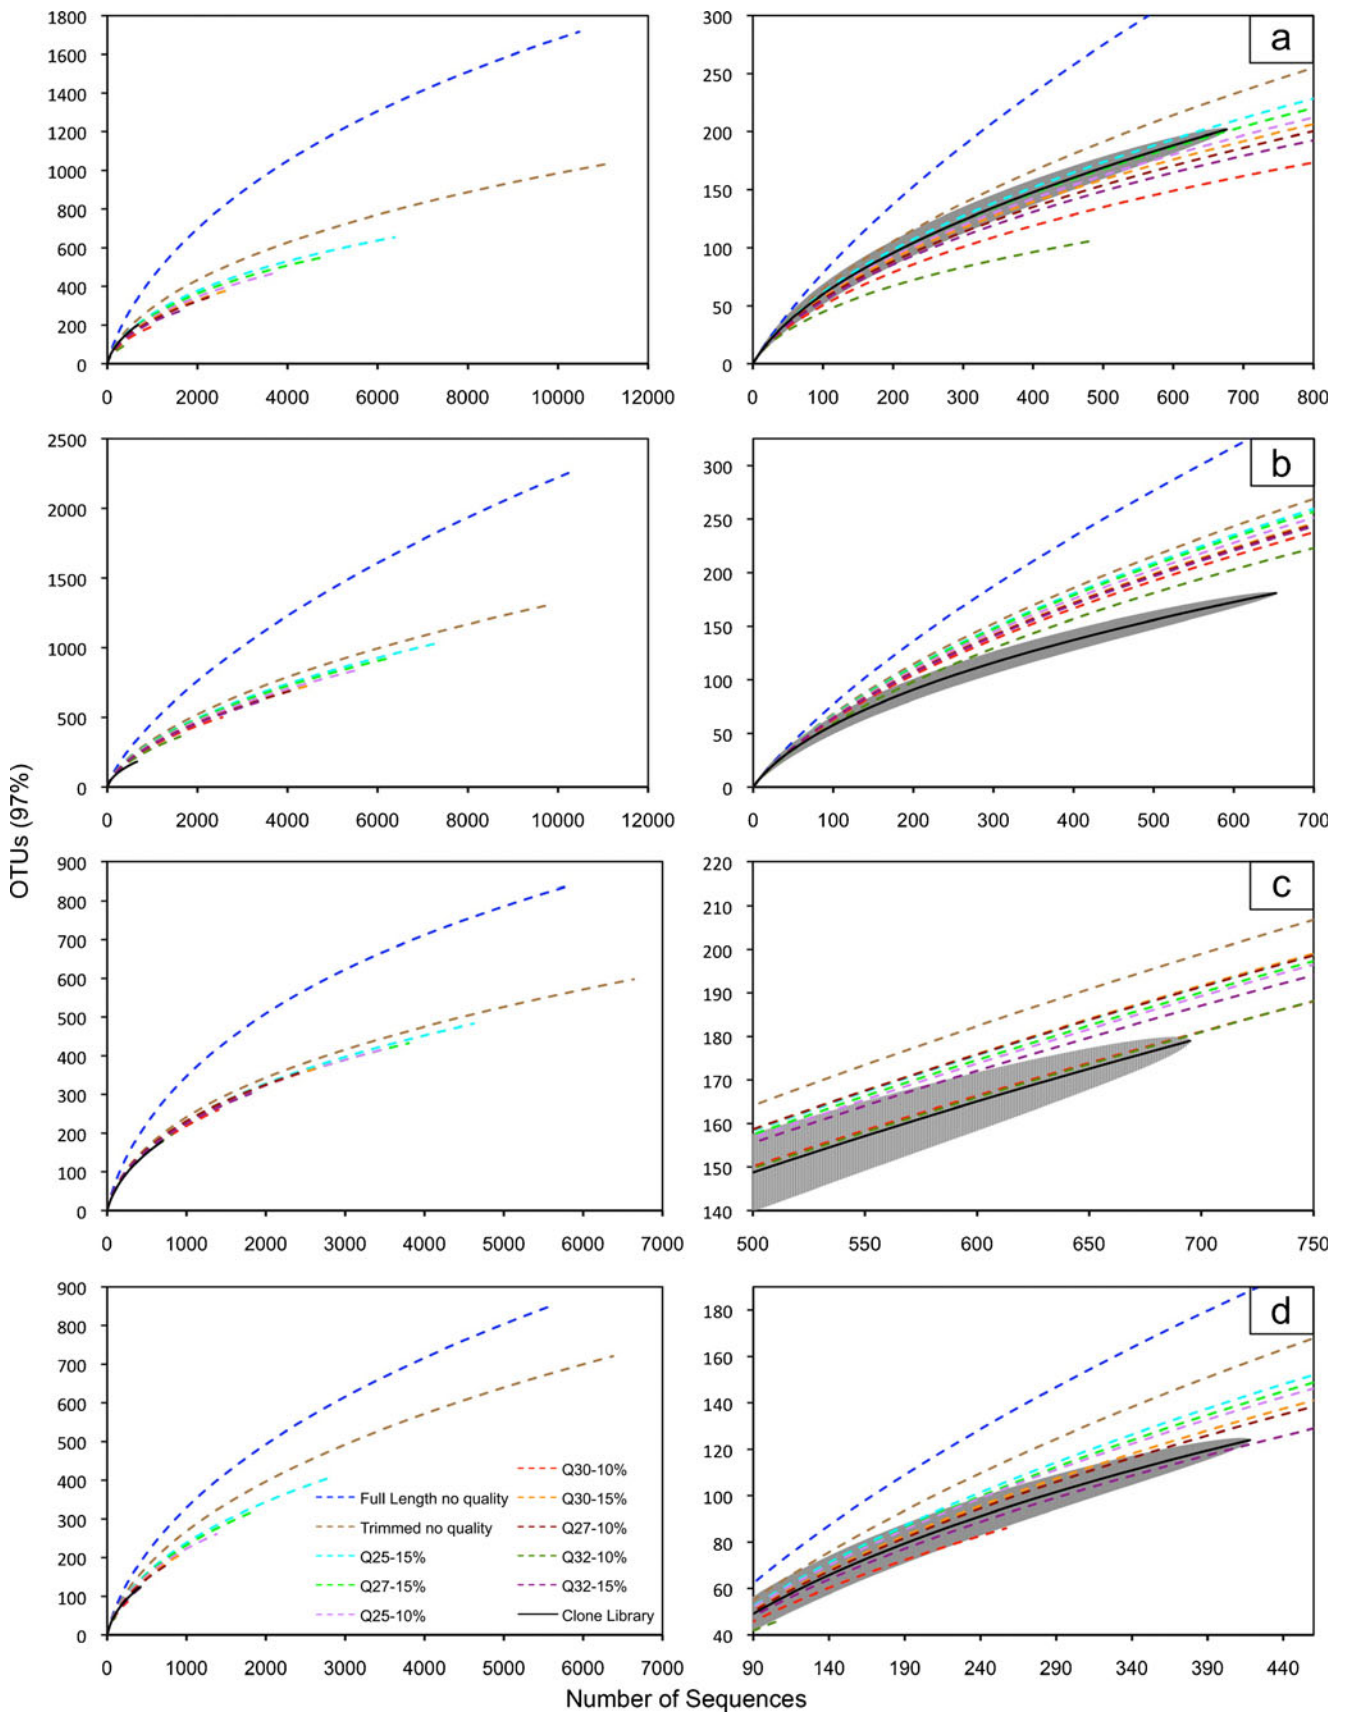 1800
1600
1400
1200
1000
800
600
400
200
0
0 2000 4000 6000 8000 10000 12000
300
250
200
150
100
50
0
0 100 200 300 400 500 600 700 800
a
2500
2000
1500
1000
500
0
0 2000 4000 6000 8000 10000 12000
300
250
200
150
100
50
0
0 100 200 300 400 500 600 700
b
OTUs (97%)
900
800
700
600
500
400
300
200
100
0
0 1000 2000 3000 4000 5000 6000 7000
220
210
200
190
180
170
160
150
140
500 550 600 650 700 750
c
900
800
700
600
500
400
300
200
100
0
0 1000 2000 3000 4000 5000 6000 7000
Full Length no quality
Trimmed no quality
Q25-15%
Q27-15%
Q25-10%
Q30-10%
Q30-15%
Q27-10%
Q32-10%
Q32-15%
Clone Library
180
160
140
120
100
80
60
40
90 140 190 240 290 340 390 440
d
Number of Sequences